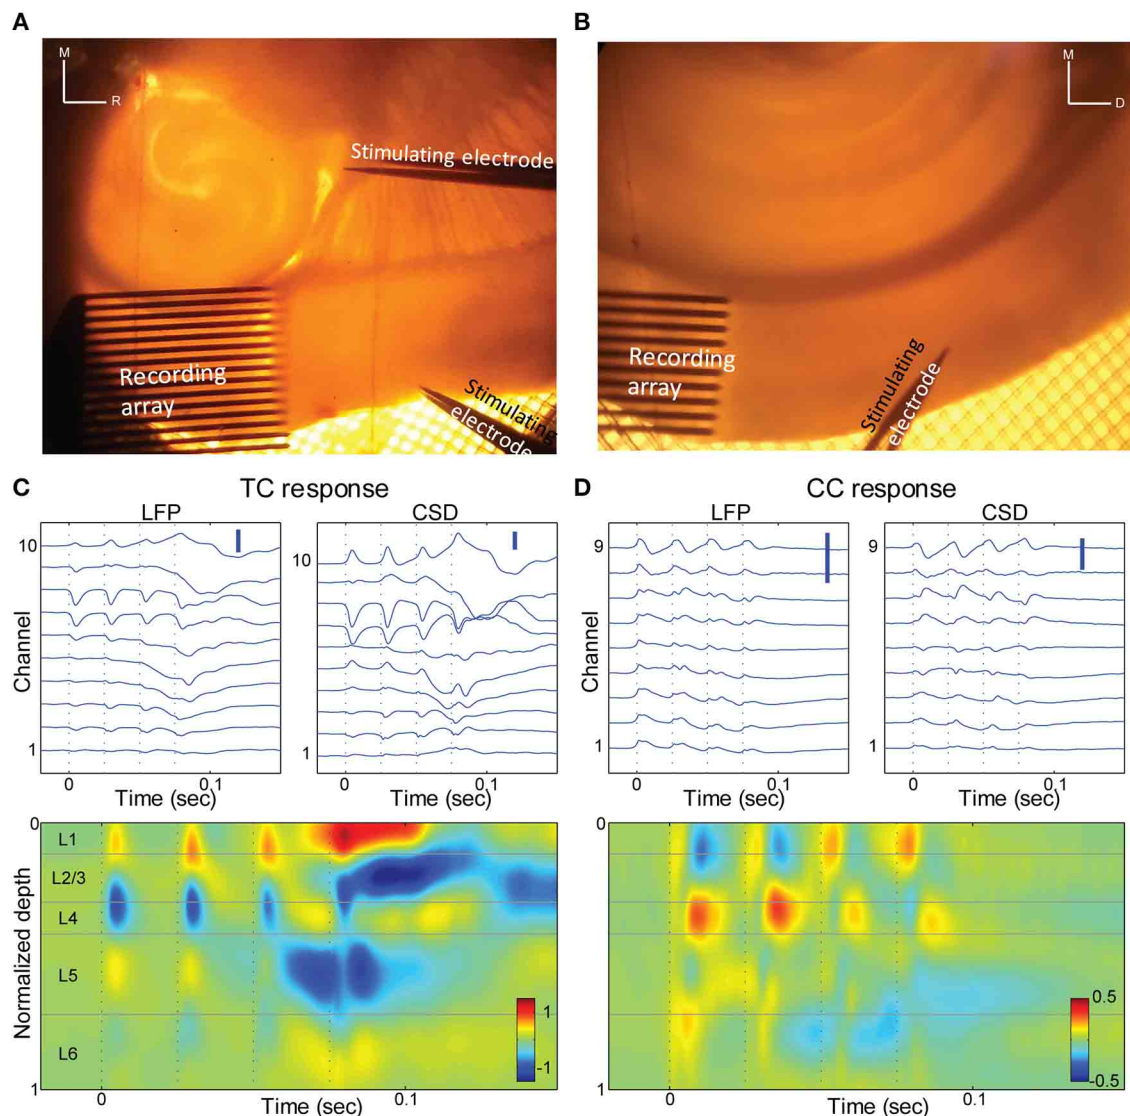 A
B
M
R
Stimulating electrode
Recording
array
Stimulating
electrode
M
D
Recording
array
Stimulating
electrode
C
TC response
LFP
CSD
10
1
Channel
0
0.1
Time (sec)
10
1
0
0.1
Time (sec)
D
CC response
LFP
CSD
9
1
Channel
0
0.1
Time (sec)
9
1
0
0.1
Time (sec)
0
L1
L2/3
L4
L5
L6
1
Normalized depth
1
-1
0
0.1
Time (sec)
0
1
0.5
-0.5
0
0.1
Time (sec)